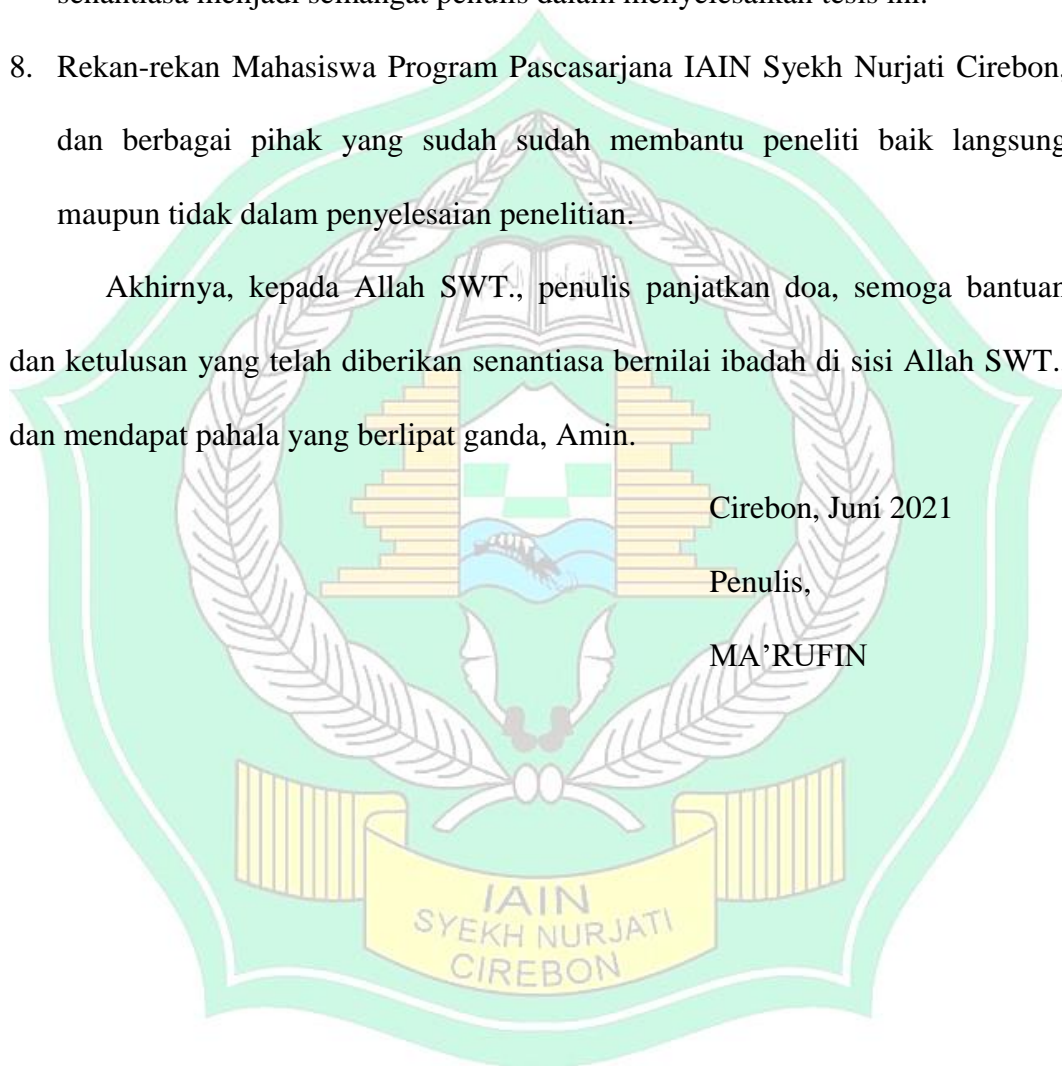 senantiasa menjadi semangat penulis dalam menyelesaikan tesis ini.
8. Rekan-rekan Mahasiswa Program Pascasarjana IAIN Syekh Nurjati Cirebon,
dan berbagai pihak yang sudah sudah membantu peneliti baik langsung
maupun tidak dalam penyelesaian penelitian.
Akhirnya, kepada Allah SWT., penulis panjatkan doa, semoga bantuan
dan ketulusan yang telah diberikan senantiasa bernilai ibadah di sisi Allah SWT.
dan mendapat pahala yang berlipat ganda, Amin.
Cirebon, Juni 2021
Penulis,
MA’RUFIN
IAIN
SYEKH NURJATI
CIREBON